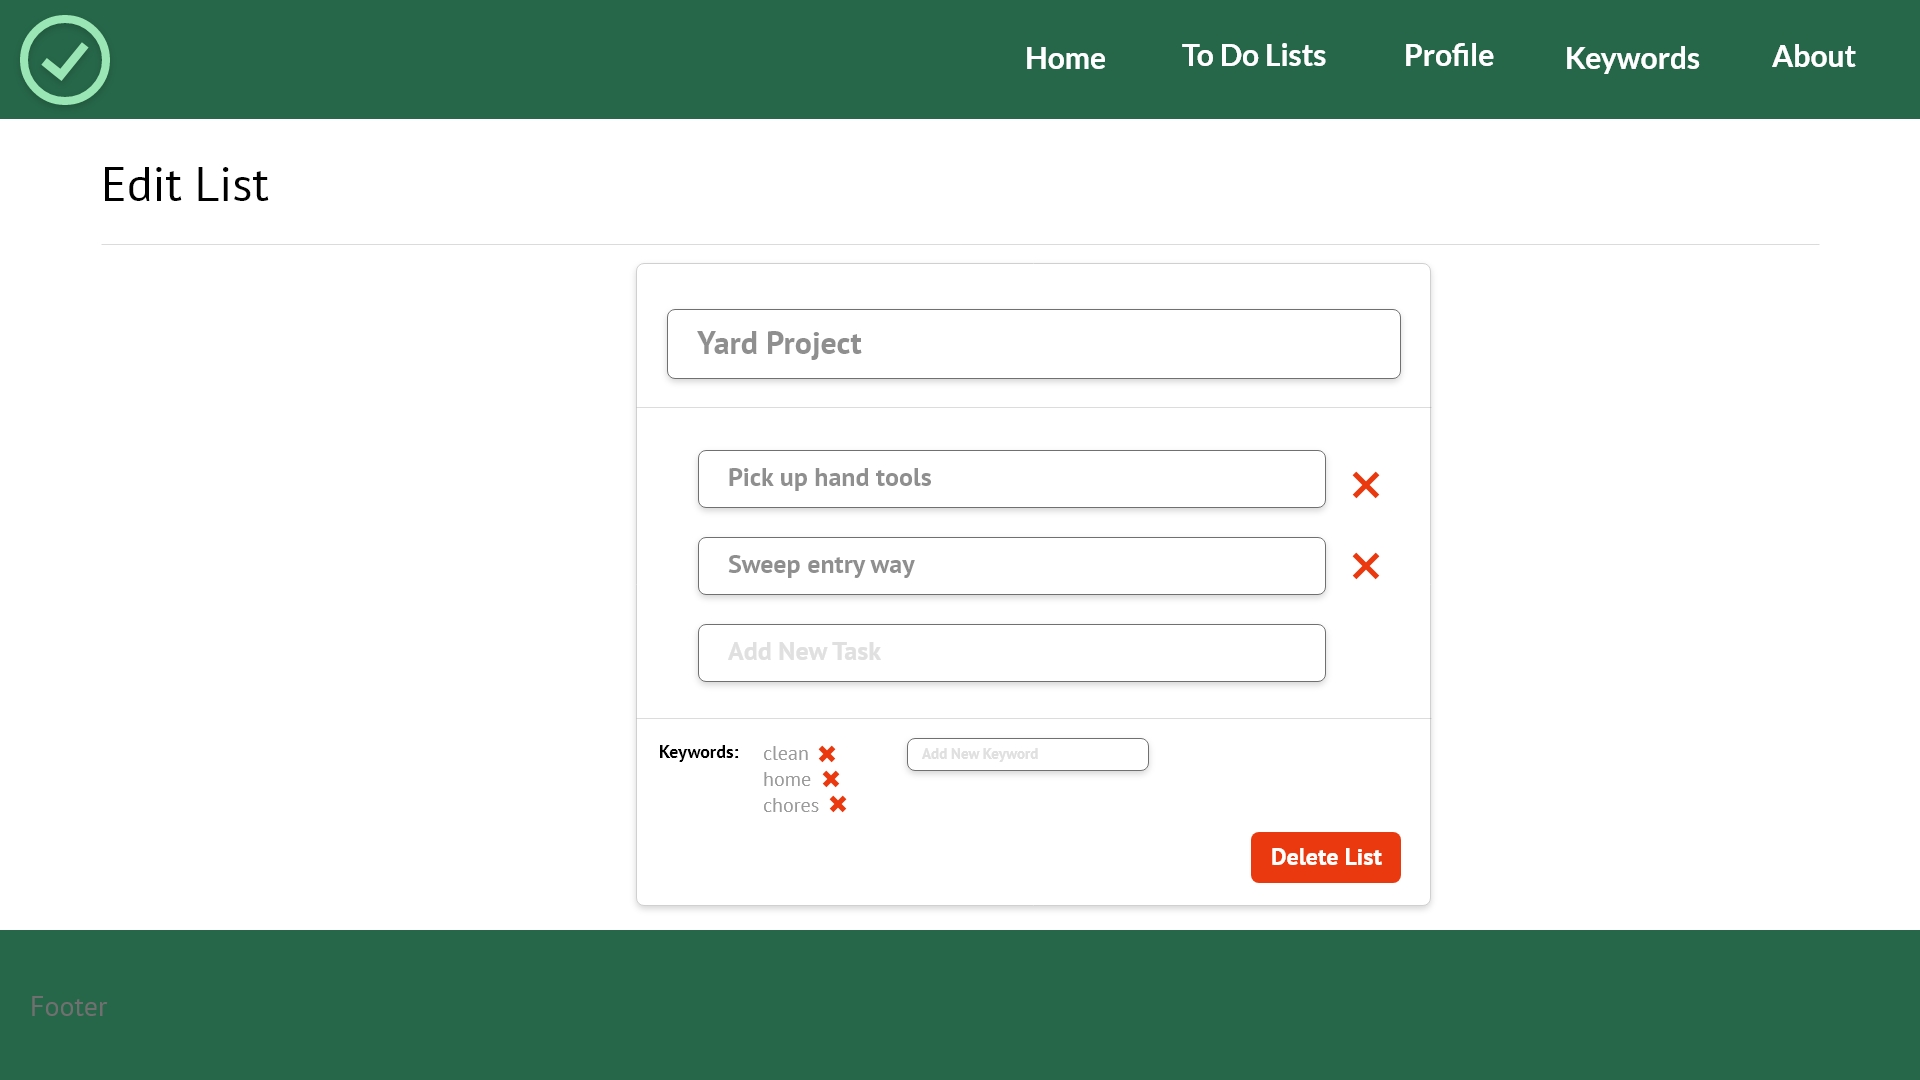 Home To Do Lists Profile Keywords About
Edit List
Yard Project
Pick up hand tools
Sweep entry way
Add New Task
Keywords: clean Add New Keyword
home
chores
Delete List
Footer